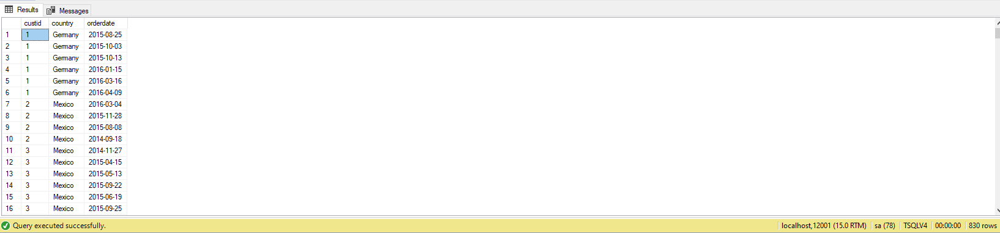 Results Messages
custid country orderdate
1 1 Germany 2015-08-25
2 1 Germany 2015-10-03
3 1 Germany 2015-10-13
4 1 Germany 2016-01-15
5 1 Germany 2016-03-16
6 1 Germany 2016-04-09
7 2 Mexico 2016-03-04
8 2 Mexico 2015-11-28
9 2 Mexico 2015-08-08
10 2 Mexico 2014-09-18
11 3 Mexico 2014-11-27
12 3 Mexico 2015-04-15
13 3 Mexico 2015-05-13
14 3 Mexico 2015-09-22
15 3 Mexico 2015-06-19
16 3 Mexico 2015-09-25
Query executed successfully. localhost,12001 (15.0 RTM) sa (78) TSQLV4 00:00:00 830 rows